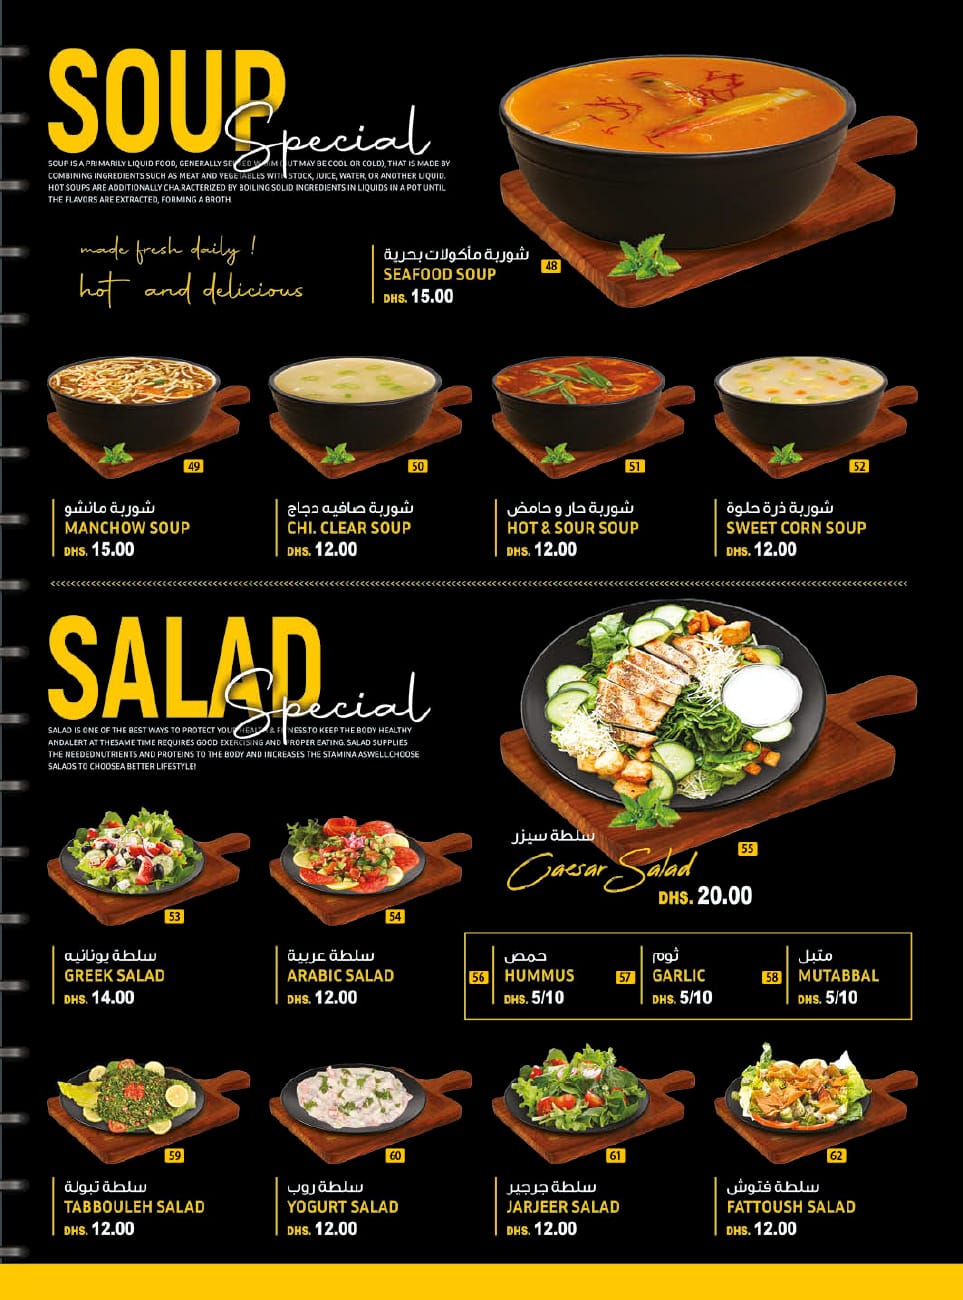 SOUP
Special
SOUP IS A PRIMARILY LIQUID FOOD, GENERALLY SERVED WARM (BUT MAY BE COOL OR COLD), THAT IS MADE BY
COMBINING INGREDIENTS SUCH AS MEAT AND VEGETABLES WITH STOCK, JUICE, WATER, OR ANOTHER LIQUID.
HOT SOUPS ARE ADDITIONALLY CHA.RACTERIZED BY BOILING SOLID INGREDIENTS IN LIQUIDS IN A POT UNTIL
THE FLAVORS ARE EXTRACTED, FORMING A BROTH.
made fresh daily !
hot and delicious
شوربة مأكولات بحرية
SEAFOOD SOUP
48
DHS. 15.00
49
50
51
52
شوربة مانشو
MANCHOW SOUP
DHS. 15.00
شوربة صافيه دجاج
CHI. CLEAR SOUP
DHS. 12.00
شوربة حار و حامض
HOT & SOUR SOUP
DHS. 12.00
شوربة ذرة حلوة
SWEET CORN SOUP
DHS. 12.00
SALAD
Special
SALAD IS ONE OF THE BEST WAYS TO PROTECT YOUR HEALTH & FITNESS.TO KEEP THE BODY HEALTHY
ANDALERT AT THESAME TIME REQUIRES GOOD EXERCISING AND PROPER EATING. SALAD SUPPLIES
THE NEEDEDNUTRIENTS AND PROTEINS TO THE BODY AND INCREASES THE STAMINA ASWELL.CHOOSE
SALADS TO CHOOSEA BETTER LIFESTYLE!
سلطة سيزر
55
Caesar Salad
DHS. 20.00
53
54
سلطة يونانيه
GREEK SALAD
DHS. 14.00
سلطة عربية
ARABIC SALAD
DHS. 12.00
56
حمص
HUMMUS
DHS. 5/10
57
ثوم
GARLIC
DHS. 5/10
58
متبل
MUTABBAL
DHS. 5/10
59
60
61
62
سلطة تبولة
TABBOULEH SALAD
DHS. 12.00
سلطة روب
YOGURT SALAD
DHS. 12.00
سلطة جرجير
JARJEER SALAD
DHS. 12.00
سلطة فتوش
FATTOUSH SALAD
DHS. 12.00